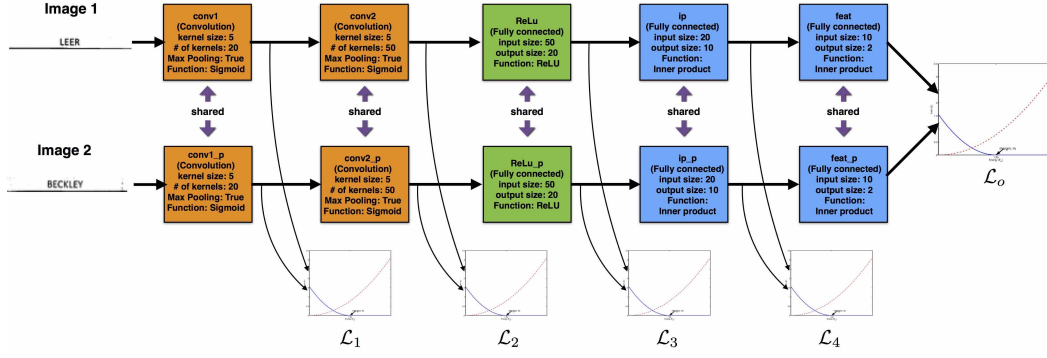 Image 1
LEER
conv1
(Convolution)
kernel size: 5
# of kernels: 20
Max Pooling: True
Function: Sigmoid
conv2
(Convolution)
kernel size: 5
# of kernels: 50
Max Pooling: True
Function: Sigmoid
ReLu
(Fully connected)
input size: 50
output size: 20
Function: ReLU
ip
(Fully connected)
input size: 20
output size: 10
Function:
Inner product
feat
(Fully connected)
input size: 10
output size: 2
Function:
Inner product
shared
shared
shared
shared
shared
Image 2
BECKLEY
conv1_p
(Convolution)
kernel size: 5
# of kernels: 20
Max Pooling: True
Function: Sigmoid
conv2_p
(Convolution)
kernel size: 5
# of kernels: 50
Max Pooling: True
Function: Sigmoid
ReLu_p
(Fully connected)
input size: 50
output size: 20
Function: ReLU
ip_p
(Fully connected)
input size: 20
output size: 10
Function:
Inner product
feat_p
(Fully connected)
input size: 10
output size: 2
Function:
Inner product
ℒo
ℒ1
ℒ2
ℒ3
ℒ4